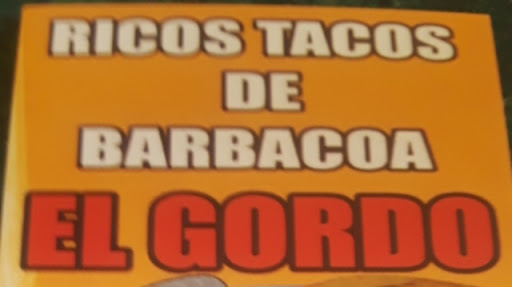 RICOS TACOS
DE
BARBACOA
EL GORDO